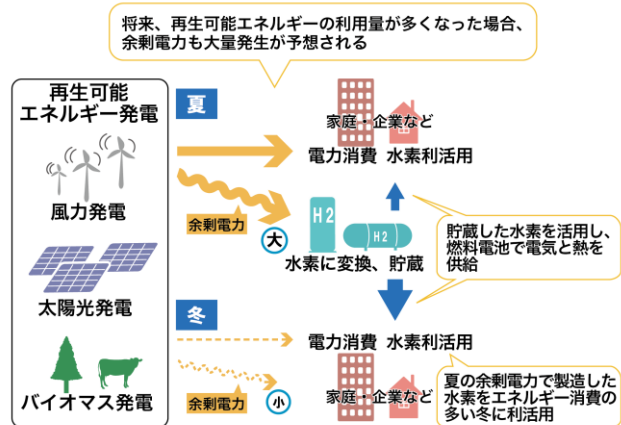 将来、再生可能エネルギーの利用量が多くなった場合、
余剰電力も大量発生が予想される
再生可能
エネルギー発電
風力発電
太陽光発電
バイオマス発電
夏
余剰電力
大
家庭・企業など
電力消費 水素利活用
H2
H2
水素に変換、貯蔵
貯蔵した水素を活用し、
燃料電池で電気と熱を
供給
冬
余剰電力
小
電力消費 水素利活用
家庭・企業など
夏の余剰電力で製造した
水素をエネルギー消費の
多い冬に利活用